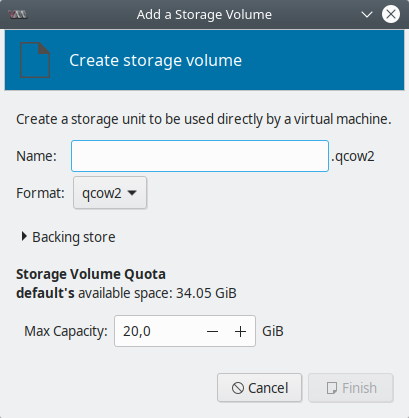 Add a Storage Volume
Create storage volume
Create a storage unit to be used directly by a virtual machine.
Name: .qcow2
Format: qcow2
Backing store
Storage Volume Quota
default's available space: 34.05 GiB
Max Capacity: 20,0 − + GiB
Cancel Finish